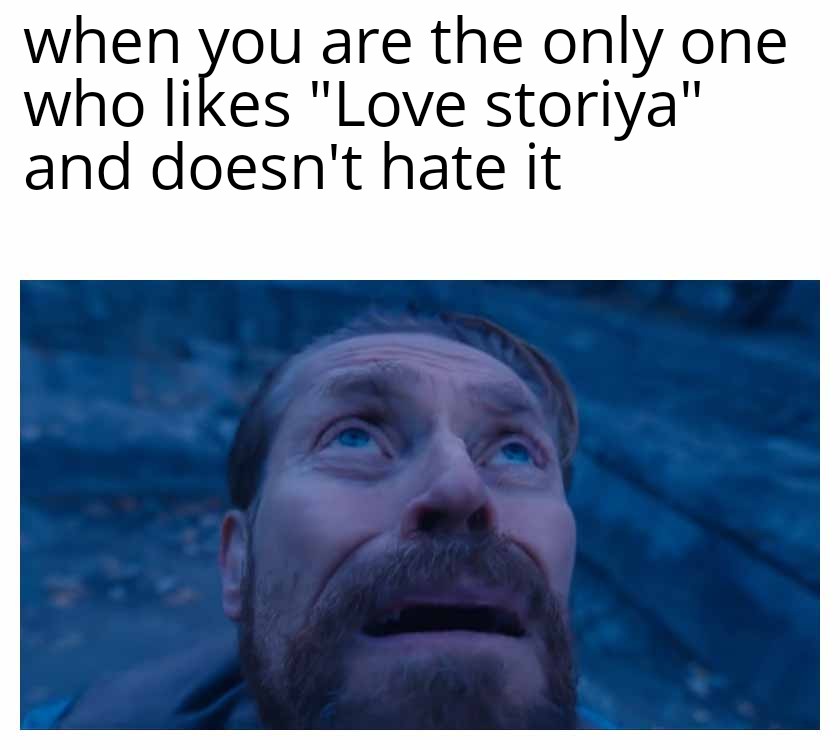 when you are the only one
who likes "Love storiya"
and doesn't hate it